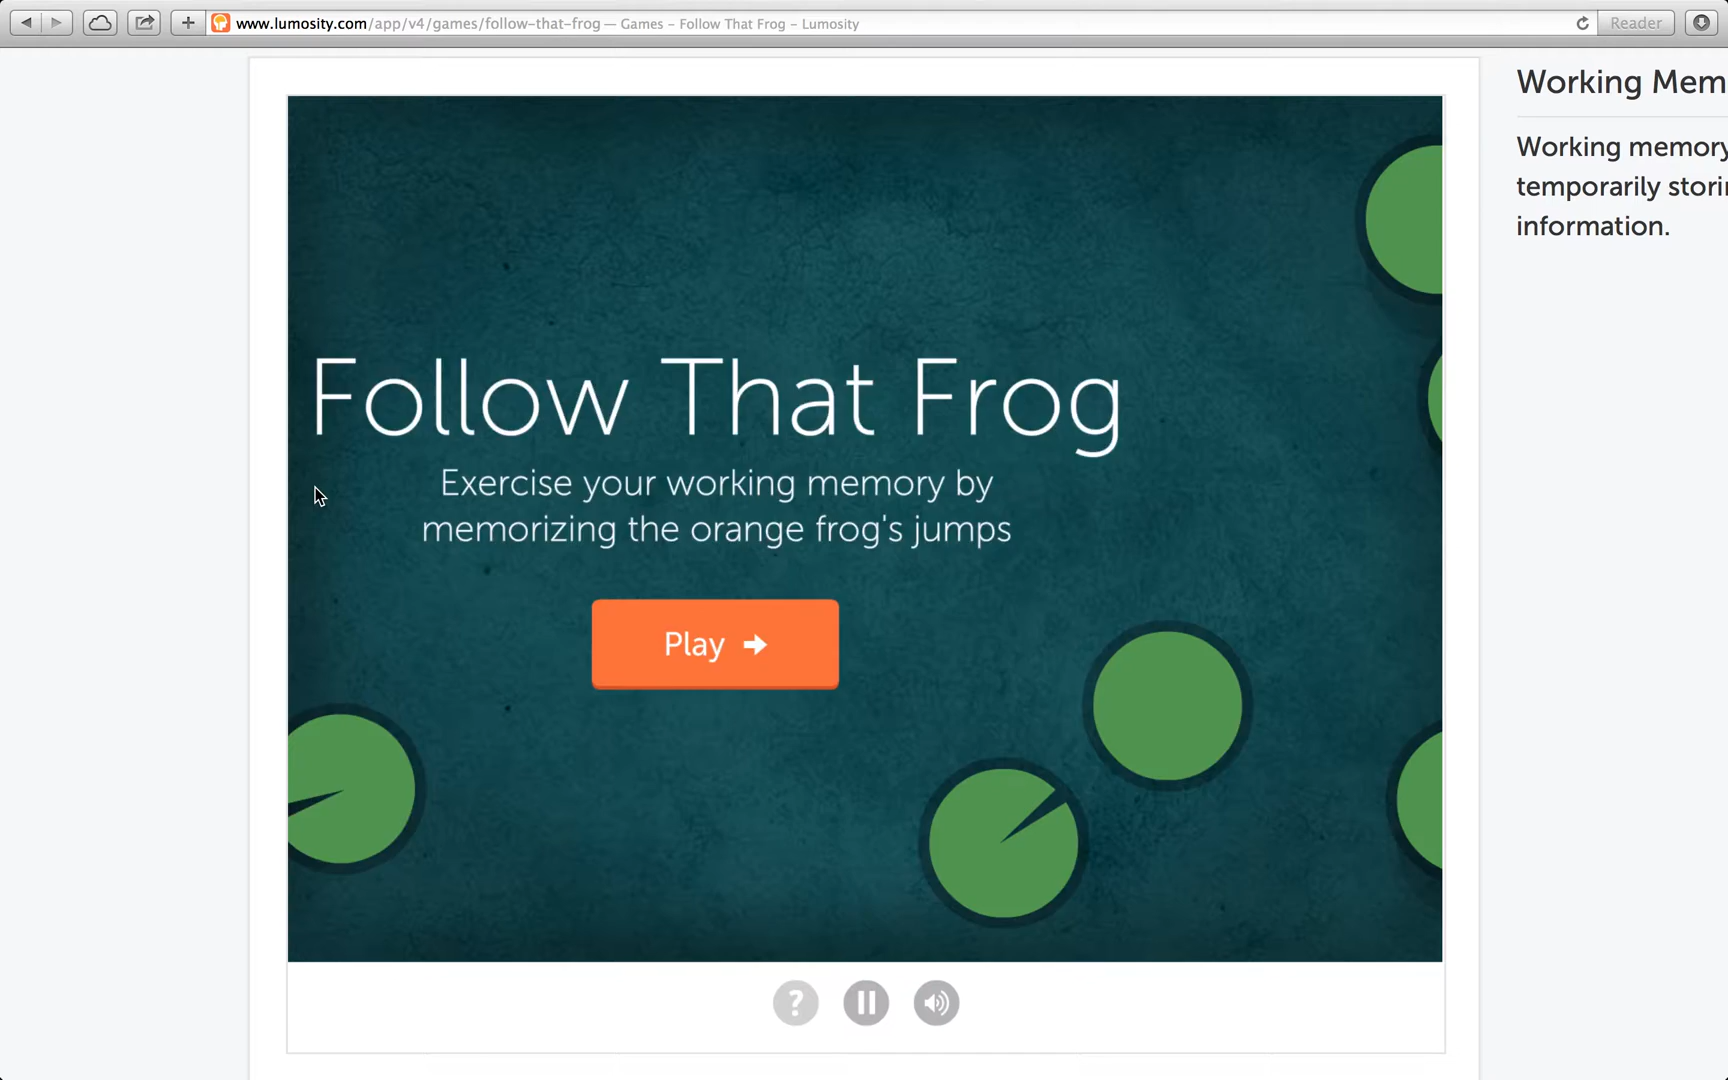 www.lumosity.com/app/v4/games/follow-that-frog — Games – Follow That Frog – Lumosity
Reader
Working Mem
Working memory
temporarily stori
information.
Follow That Frog
Exercise your working memory by
memorizing the orange frog's jumps
Play
?